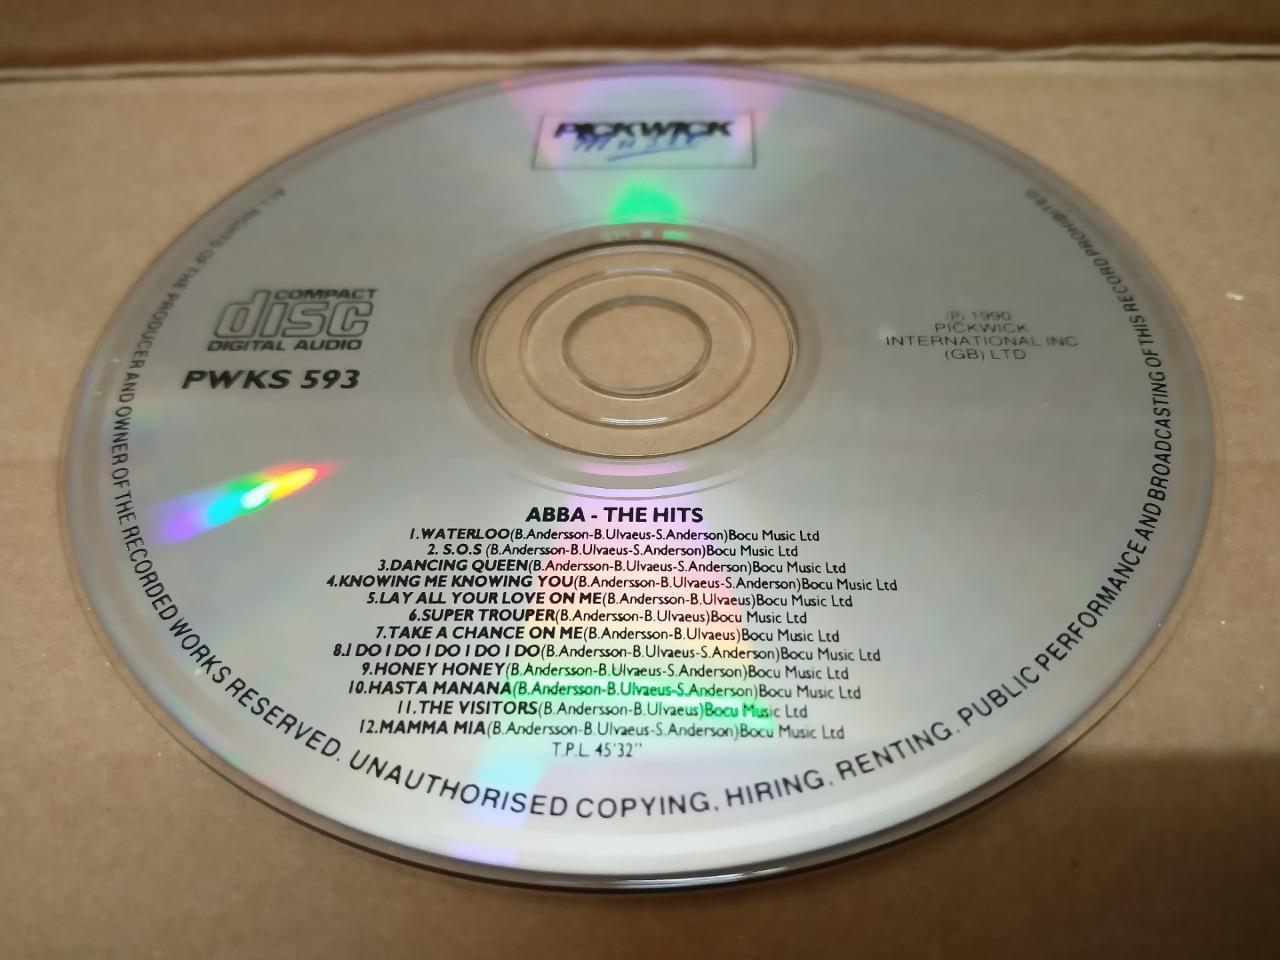 PICKWICK
MUSIC
COMPACT
disc
DIGITAL AUDIO
PWKS 593
Ⓟ 1990
PICKWICK
INTERNATIONAL INC
(GB) LTD
ABBA - THE HITS
1.WATERLOO(B.Andersson-B.Ulvaeus-S.Anderson)Bocu Music Ltd
2. S.O.S (B.Andersson-B.Ulvaeus-S.Anderson)Bocu Music Ltd
3.DANCING QUEEN(B.Andersson-B.Ulvaeus-S.Anderson)Bocu Music Ltd
4.KNOWING ME KNOWING YOU(B.Andersson-B.Ulvaeus-S.Anderson)Bocu Music Ltd
5.LAY ALL YOUR LOVE ON ME(B.Andersson-B.Ulvaeus)Bocu Music Ltd
6.SUPER TROUPER(B.Andersson-B.Ulvaeus)Bocu Music Ltd
7.TAKE A CHANCE ON ME(B.Andersson-B.Ulvaeus)Bocu Music Ltd
8.I DO I DO I DO I DO I DO(B.Andersson-B.Ulvaeus-S.Anderson)Bocu Music Ltd
9.HONEY HONEY(B.Andersson-B.Ulvaeus-S.Anderson)Bocu Music Ltd
10.HASTA MANANA(B.Andersson-B.Ulvaeus-S.Anderson)Bocu Music Ltd
11.THE VISITORS(B.Andersson-B.Ulvaeus)Bocu Music Ltd
12.MAMMA MIA(B.Andersson-B.Ulvaeus-S.Anderson)Bocu Music Ltd
T.P.L. 45'32"
ALL RIGHTS OF THE PRODUCER AND OWNER OF THE RECORDED WORKS RESERVED. UNAUTHORISED COPYING, HIRING, RENTING, PUBLIC PERFORMANCE AND BROADCASTING OF THIS RECORD PROHIBITED